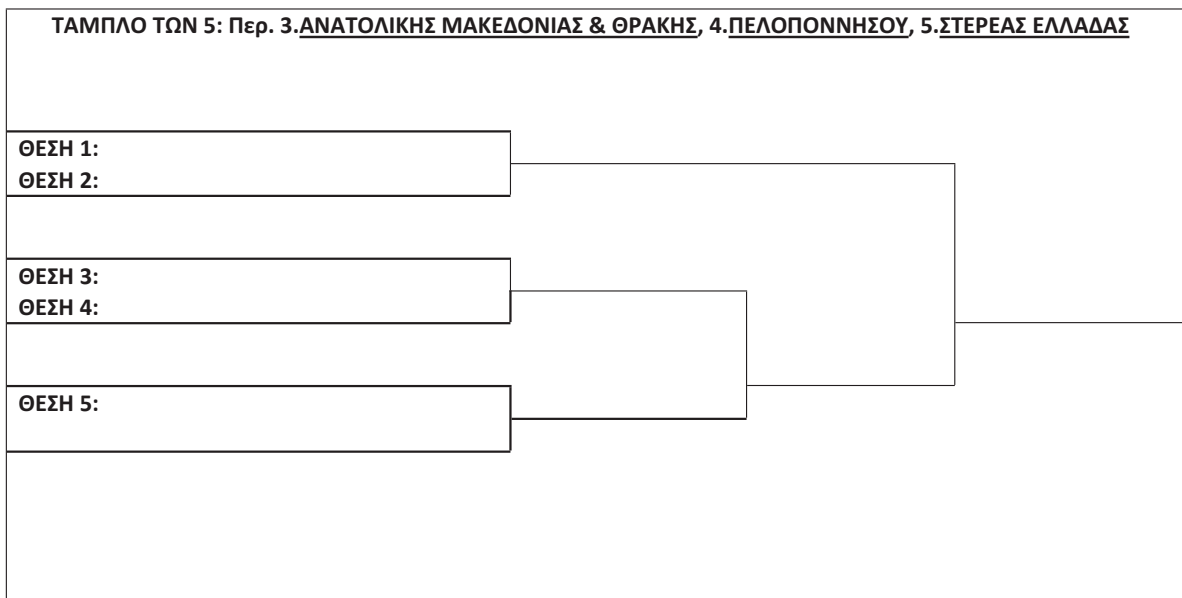 ΤΑΜΠΛΟ ΤΩΝ 5: Περ. 3.ΑΝΑΤΟΛΙΚΗΣ ΜΑΚΕΔΟΝΙΑΣ & ΘΡΑΚΗΣ, 4.ΠΕΛΟΠΟΝΝΗΣΟΥ, 5.ΣΤΕΡΕΑΣ ΕΛΛΑΔΑΣ
ΘΕΣΗ 1:
ΘΕΣΗ 2:
ΘΕΣΗ 3:
ΘΕΣΗ 4:
ΘΕΣΗ 5: